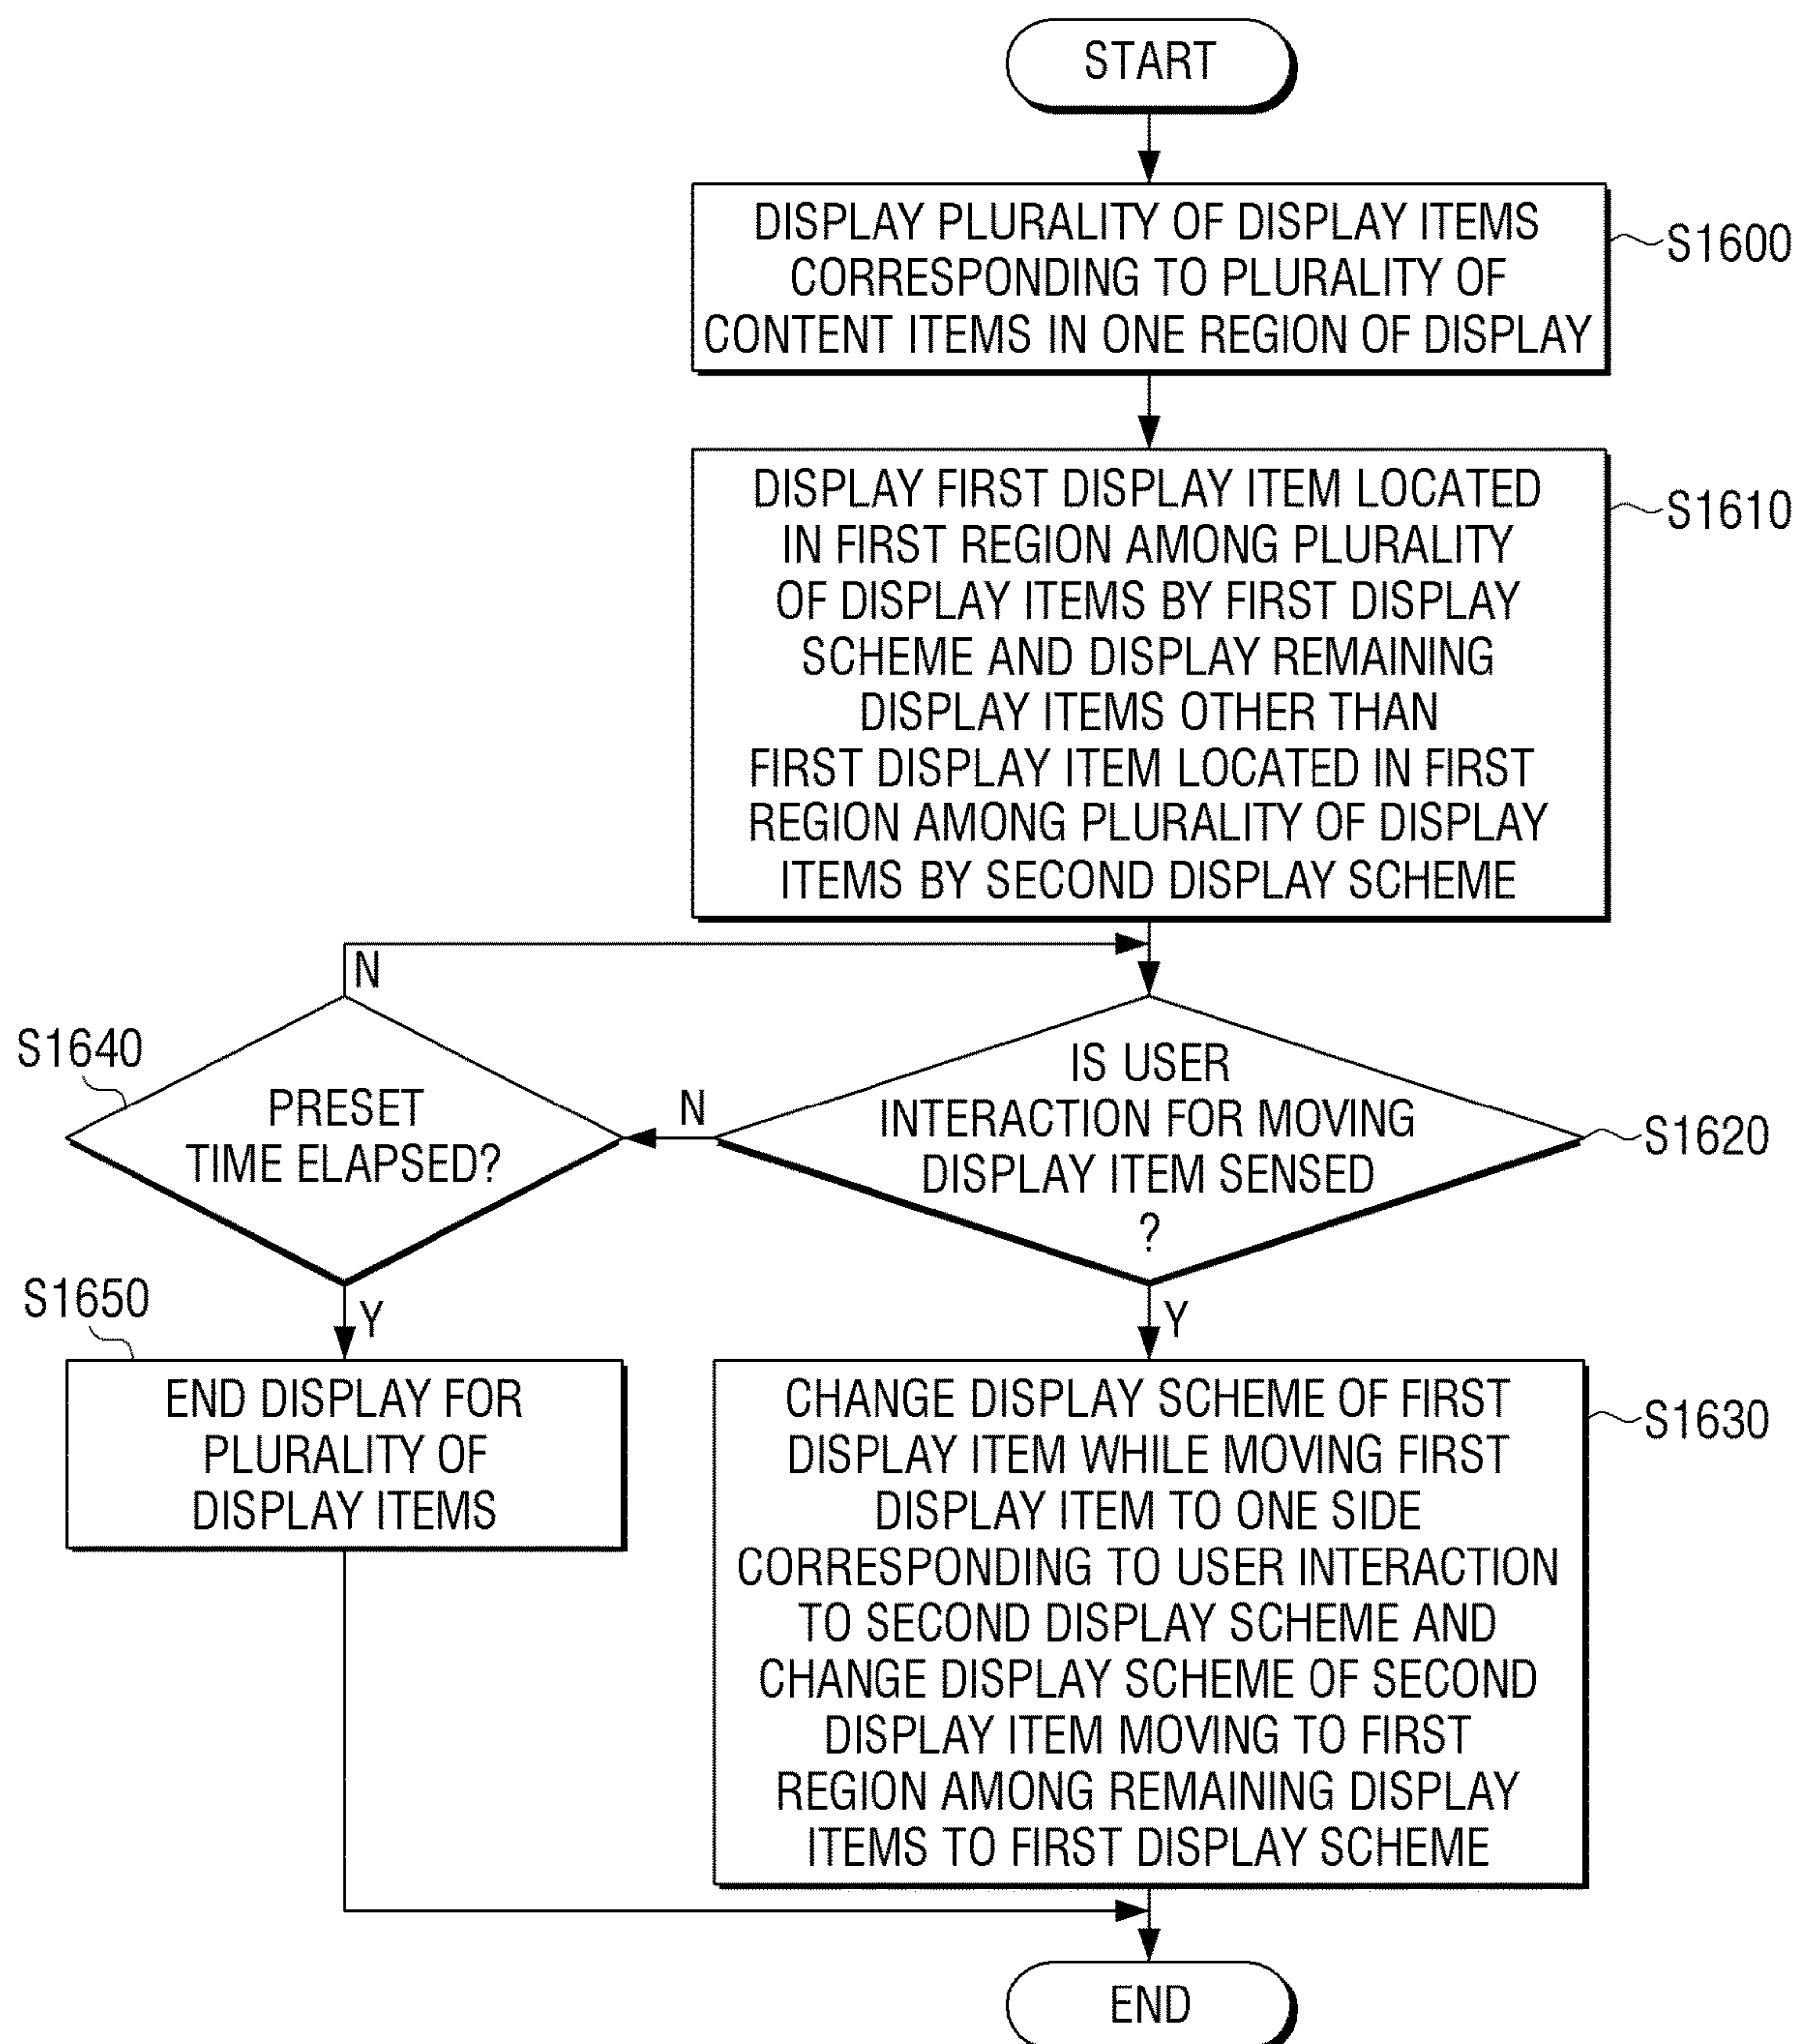 START
DISPLAY PLURALITY OF DISPLAY ITEMS
CORRESPONDING TO PLURALITY OF
CONTENT ITEMS IN ONE REGION OF DISPLAY
S1600
DISPLAY FIRST DISPLAY ITEM LOCATED
IN FIRST REGION AMONG PLURALITY
OF DISPLAY ITEMS BY FIRST DISPLAY
SCHEME AND DISPLAY REMAINING
DISPLAY ITEMS OTHER THAN
FIRST DISPLAY ITEM LOCATED IN FIRST
REGION AMONG PLURALITY OF DISPLAY
ITEMS BY SECOND DISPLAY SCHEME
S1610
IS USER
INTERACTION FOR MOVING
DISPLAY ITEM SENSED
?
S1620
N
Y
S1640
PRESET
TIME ELAPSED?
N
Y
S1650
END DISPLAY FOR
PLURALITY OF
DISPLAY ITEMS
CHANGE DISPLAY SCHEME OF FIRST
DISPLAY ITEM WHILE MOVING FIRST
DISPLAY ITEM TO ONE SIDE
CORRESPONDING TO USER INTERACTION
TO SECOND DISPLAY SCHEME AND
CHANGE DISPLAY SCHEME OF SECOND
DISPLAY ITEM MOVING TO FIRST
REGION AMONG REMAINING DISPLAY
ITEMS TO FIRST DISPLAY SCHEME
S1630
END